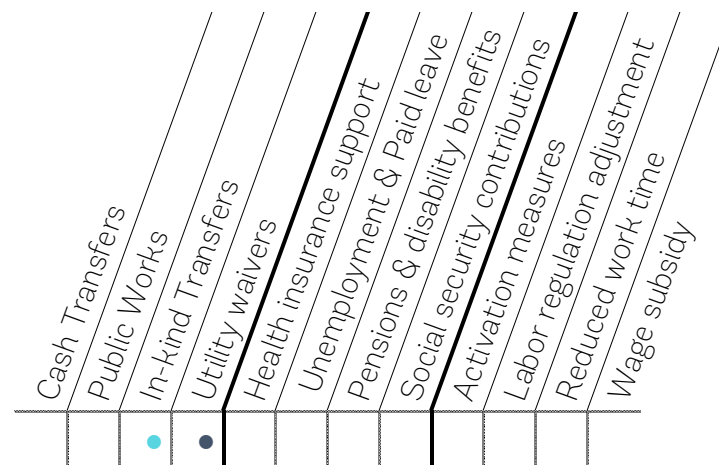 Cash Transfers
Public Works
In-kind Transfers
Utility waivers
Health insurance support
Unemployment & Paid leave
Pensions & disability benefits
Social security contributions
Activation measures
Labor regulation adjustment
Reduced work time
Wage subsidy